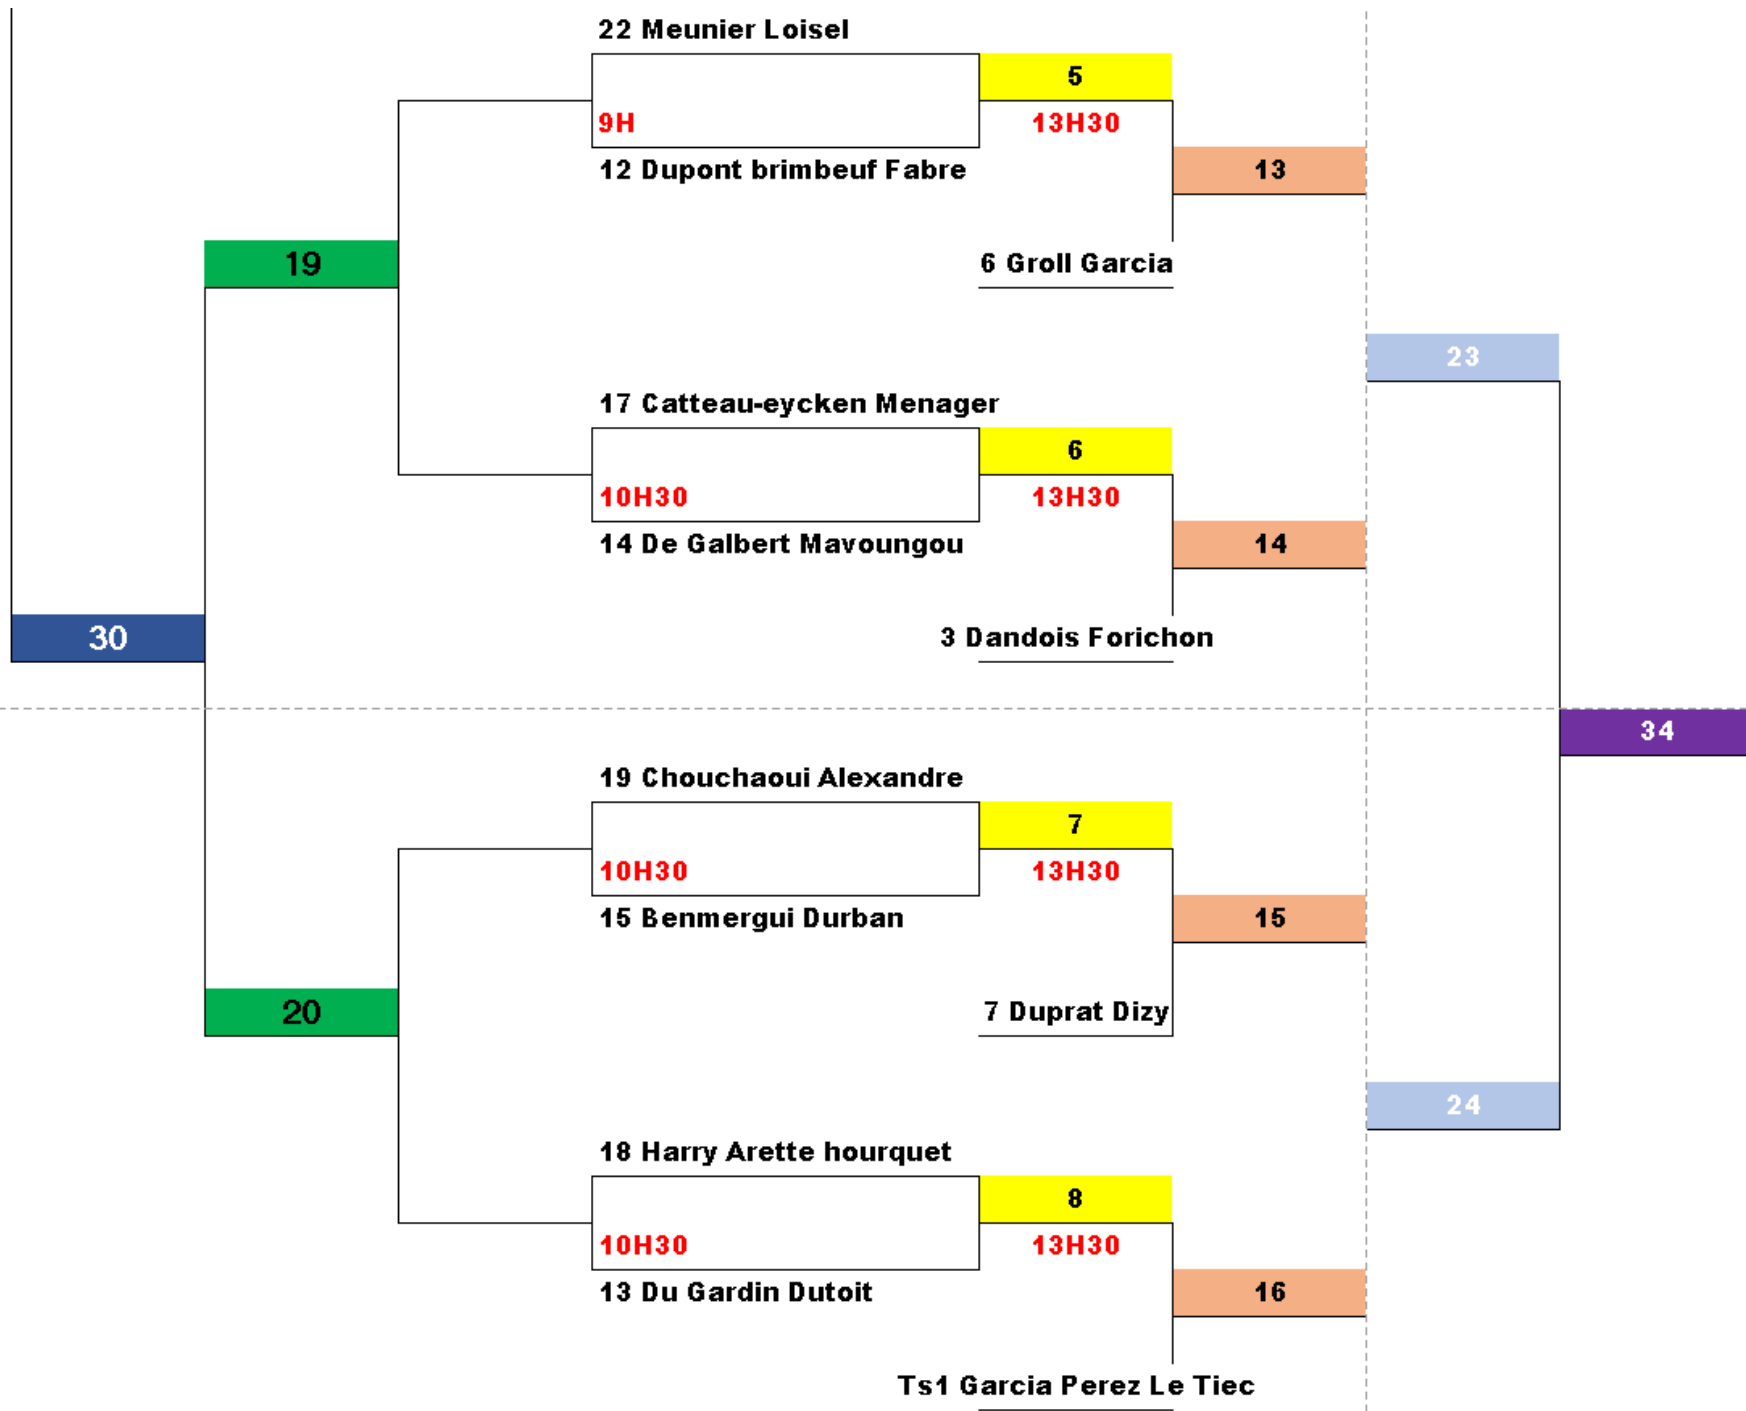 22 Meunier Loisel
5
9H
13H30
12 Dupont brimbeuf Fabre
13
19
6 Groll Garcia
23
17 Catteau-eycken Menager
6
10H30
13H30
14 De Galbert Mavoungou
14
30
3 Dandois Forichon
34
19 Chouchaoui Alexandre
7
10H30
13H30
15 Benmergui Durban
15
20
7 Duprat Dizy
24
18 Harry Arette hourquet
8
10H30
13H30
13 Du Gardin Dutoit
16
Ts1 Garcia Perez Le Tiec